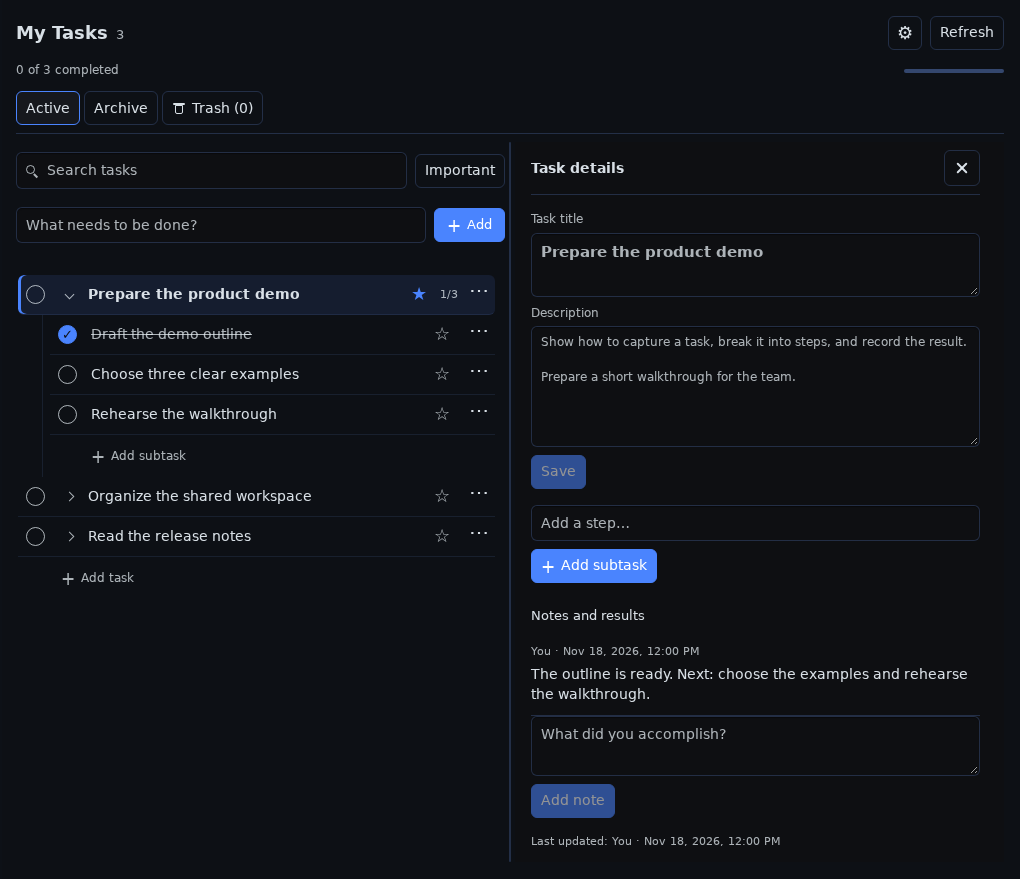 My Tasks 3
Refresh
0 of 3 completed
Active
Archive
Trash (0)
Search tasks
Important
What needs to be done?
+ Add
Prepare the product demo
1/3
Draft the demo outline
Choose three clear examples
Rehearse the walkthrough
+ Add subtask
Organize the shared workspace
Read the release notes
+ Add task
Task details
Task title
Prepare the product demo
Description
Show how to capture a task, break it into steps, and record the result.
Prepare a short walkthrough for the team.
Save
Add a step...
+ Add subtask
Notes and results
You · Nov 18, 2026, 12:00 PM
The outline is ready. Next: choose the examples and rehearse
the walkthrough.
What did you accomplish?
Add note
Last updated: You · Nov 18, 2026, 12:00 PM